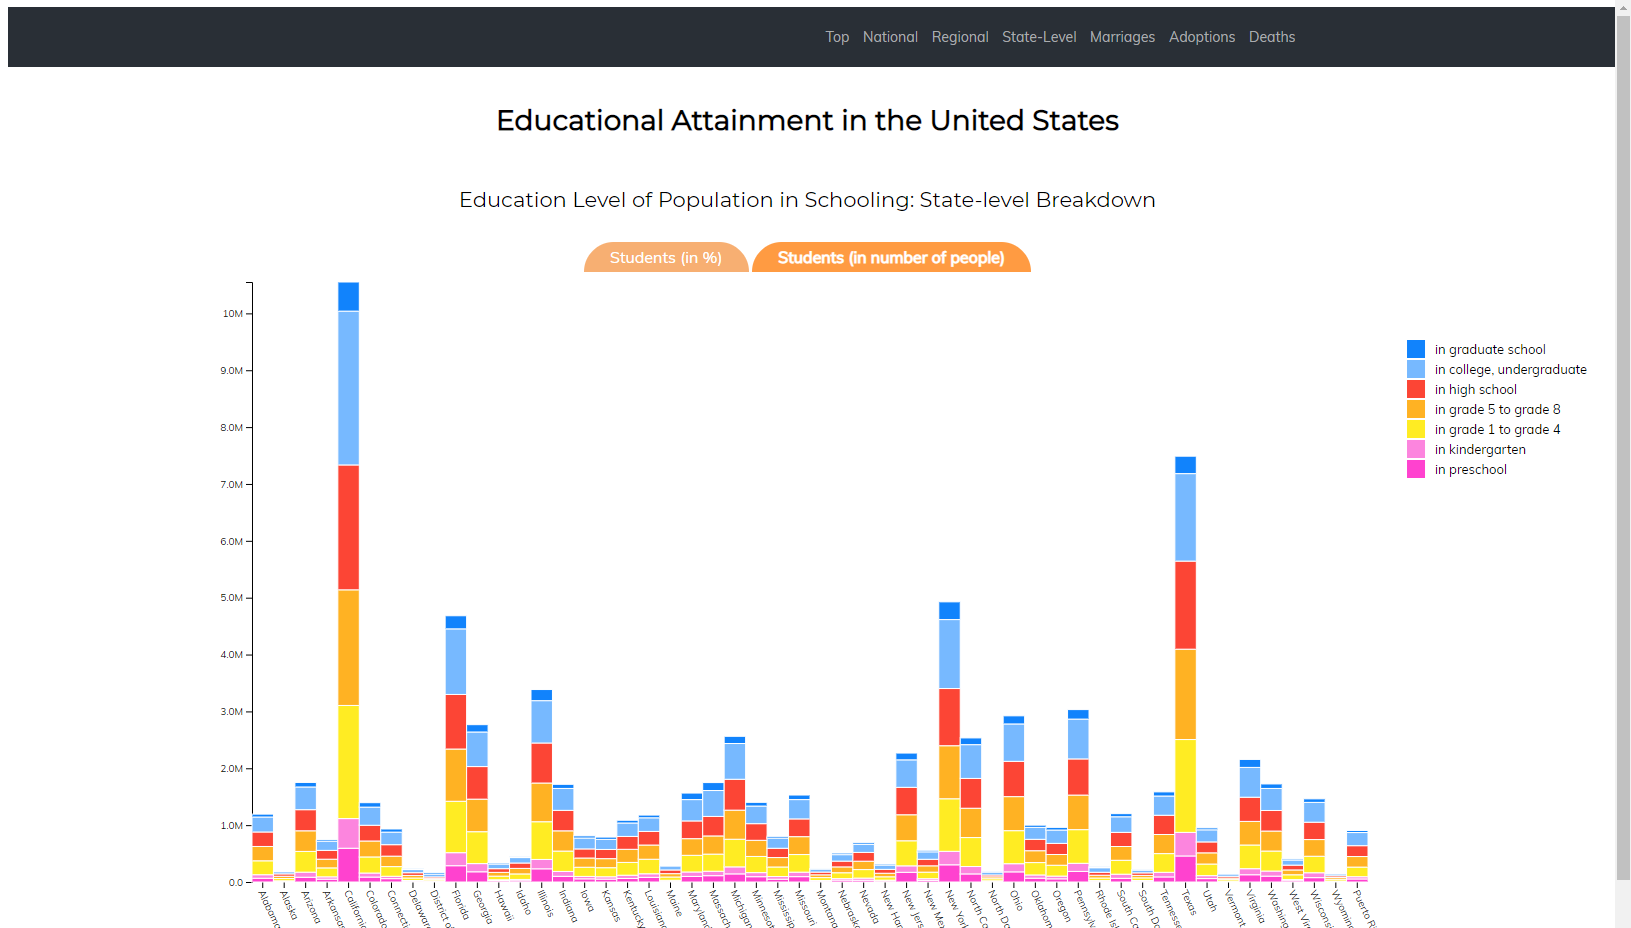 Top National Regional State-Level Marriages Adoptions Deaths
Educational Attainment in the United States
Education Level of Population in Schooling: State-level Breakdown
Students (in %) Students (in number of people)
10M
9.0M
8.0M
7.0M
6.0M
5.0M
4.0M
3.0M
2.0M
1.0M
0.0
in graduate school
in college, undergraduate
in high school
in grade 5 to grade 8
in grade 1 to grade 4
in kindergarten
in preschool
Alabama
Alaska
Arizona
Arkansas
California
Colorado
Connecti
Delaware
District o
Florida
Georgia
Hawaii
Idaho
Illinois
Indiana
Iowa
Kansas
Kentucky
Louisiana
Maine
Maryland
Massach
Michigan
Minnesot
Mississip
Missouri
Montana
Nebrask
Nevada
New Ham
New Jers
New Mex
New York
North Ca
North Da
Ohio
Oklahom
Oregon
Pennsylv
Rhode Isl
South Ca
South Da
Tennesse
Texas
Utah
Vermont
Virginia
Washing
West Virg
Wisconsi
Wyoming
Puerto Ri